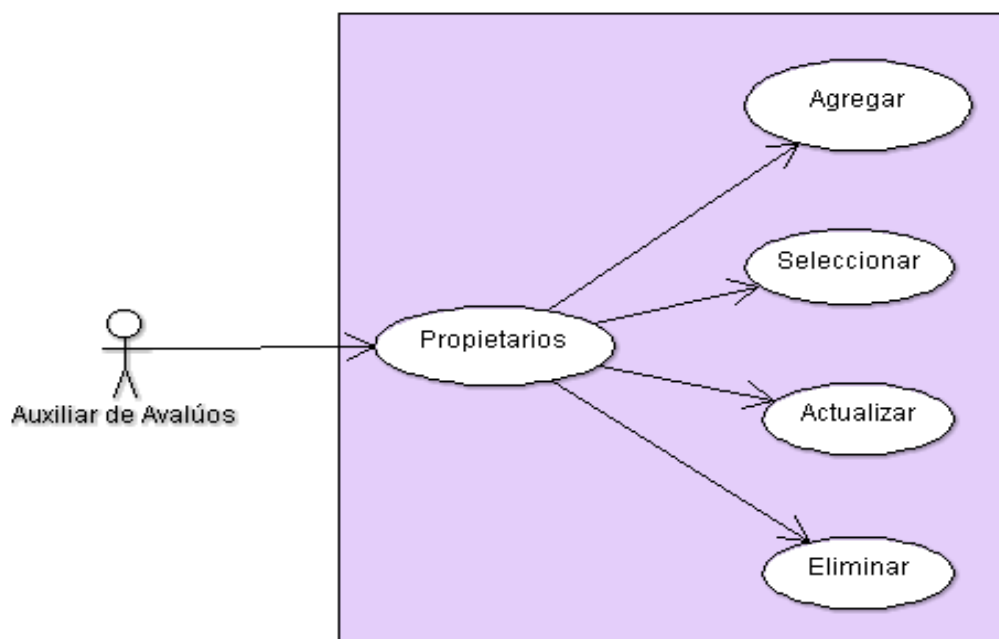 Agregar
Seleccionar
Propietarios
Auxiliar de Avalúos
Actualizar
Eliminar